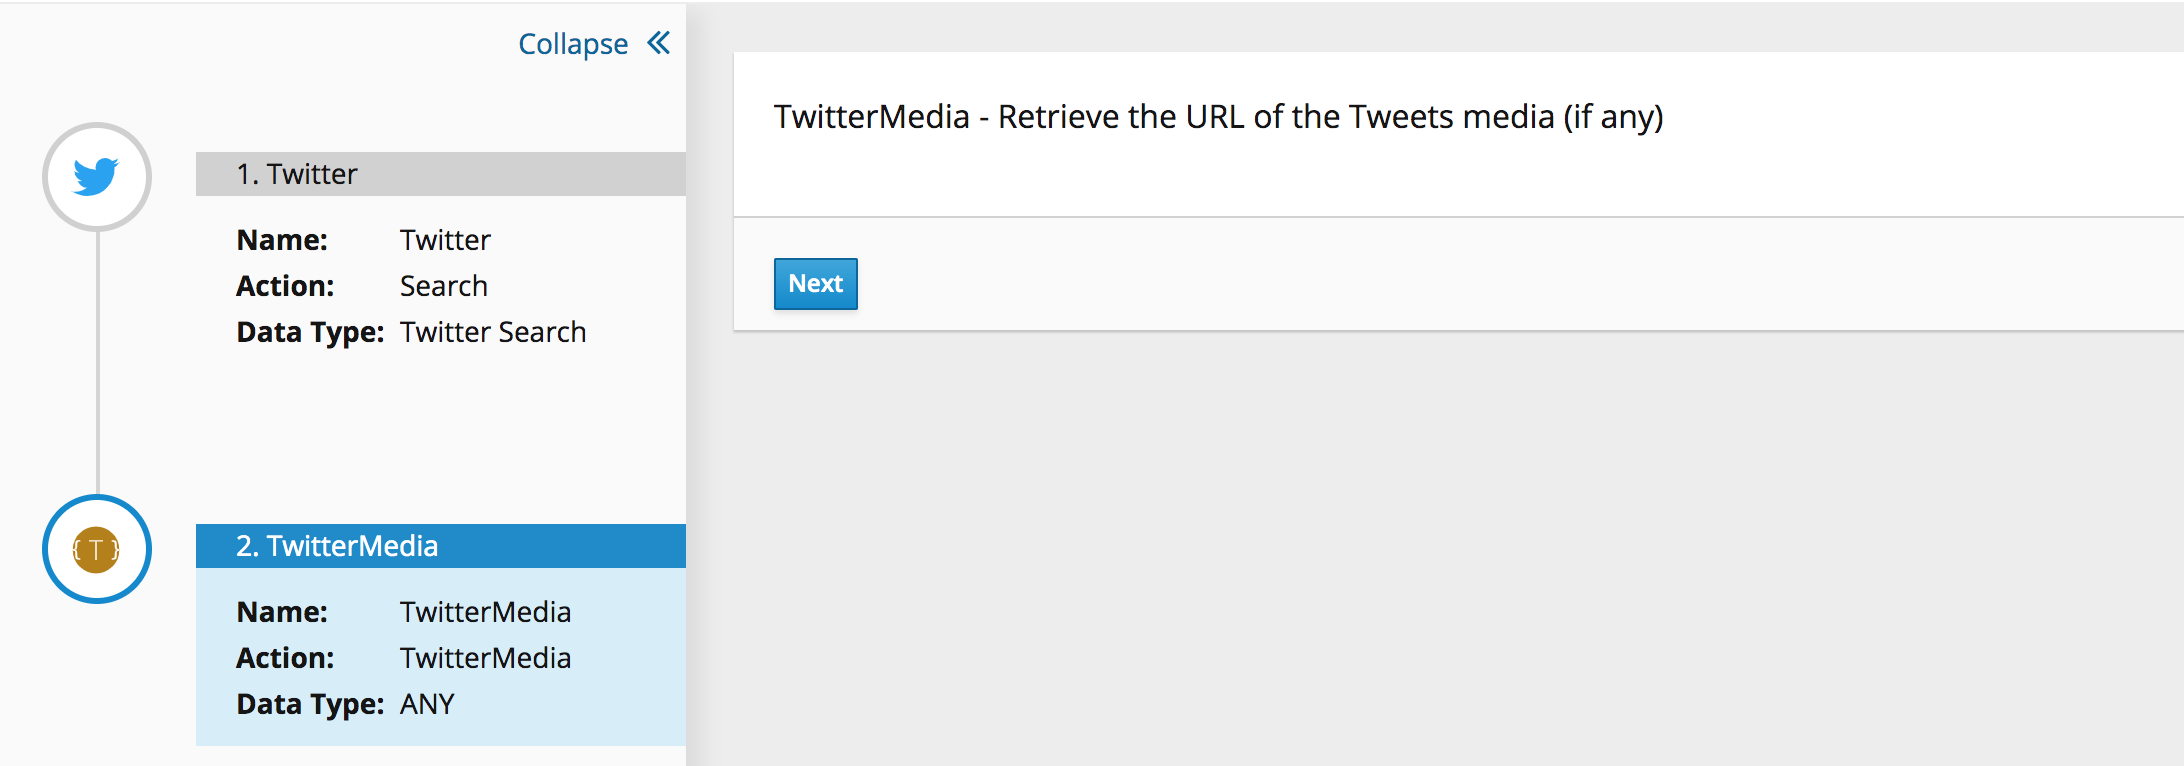 Collapse
1. Twitter
Name: Twitter
Action: Search
Data Type: Twitter Search
{ T }
2. TwitterMedia
Name: TwitterMedia
Action: TwitterMedia
Data Type: ANY
TwitterMedia - Retrieve the URL of the Tweets media (if any)
Next